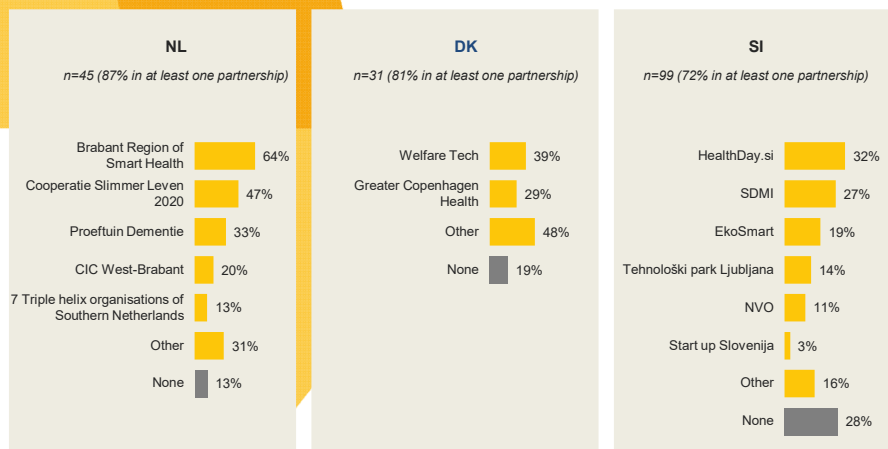 NL
n=45 (87% in at least one partnership)
Brabant Region of
Smart Health
64%
Cooperatie Slimmer Leven
2020
47%
Proeftuin Dementie
33%
CIC West-Brabant
20%
7 Triple helix organisations of
Southern Netherlands
13%
Other
31%
None
13%
DK
n=31 (81% in at least one partnership)
Welfare Tech
39%
Greater Copenhagen
Health
29%
Other
48%
None
19%
SI
n=99 (72% in at least one partnership)
HealthDay.si
32%
SDMI
27%
EkoSmart
19%
Tehnološki park Ljubljana
14%
NVO
11%
Start up Slovenija
3%
Other
16%
None
28%